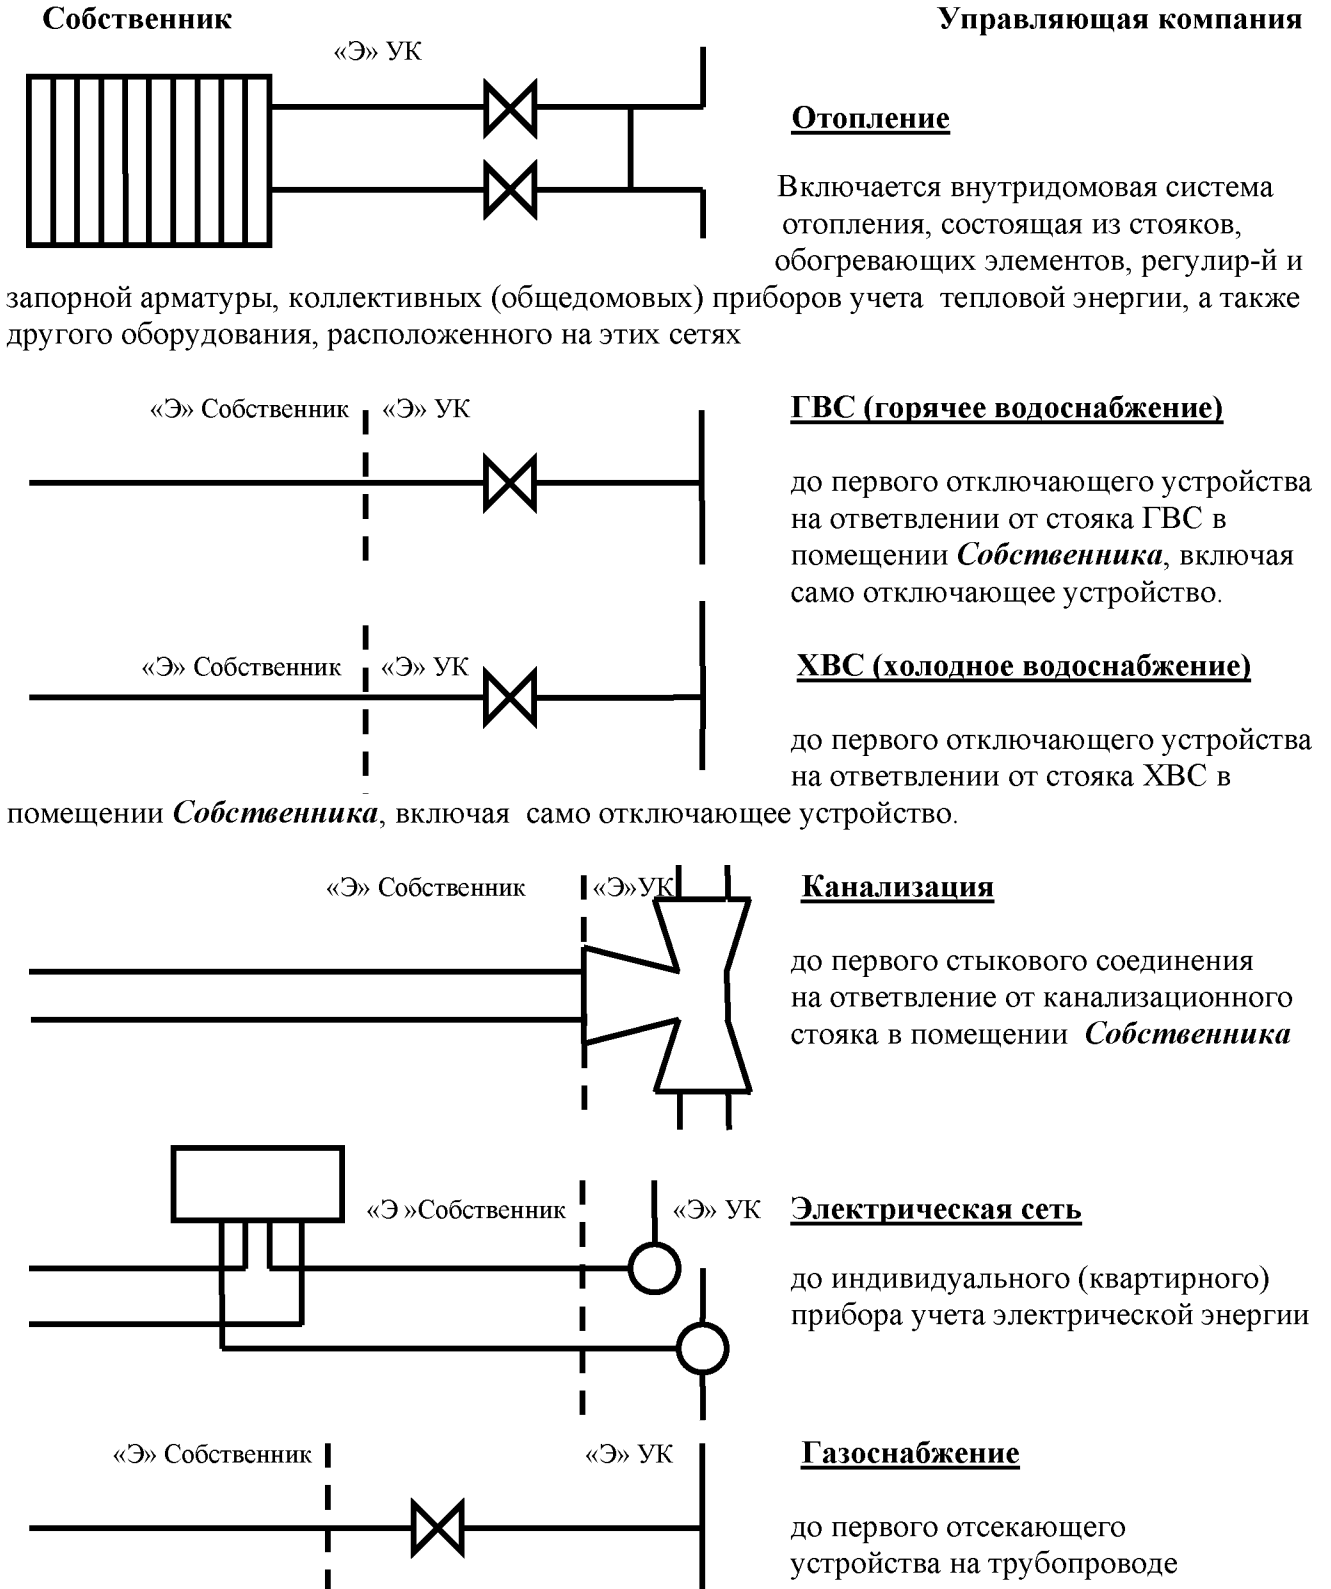 Собственник Управляющая компания
«Э» УК
Отопление
Включается внутридомовая система
отопления, состоящая из стояков,
обогревающих элементов, регулир-й и
запорной арматуры, коллективных (общедомовых) приборов учета тепловой энергии, а также
другого оборудования, расположенного на этих сетях
«Э» Собственник «Э» УК ГВС (горячее водоснабжение)
до первого отключающего устройства
на ответвлении от стояка ГВС в
помещении Собственника, включая
само отключающее устройство.
«Э» Собственник «Э» УК ХВС (холодное водоснабжение)
до первого отключающего устройства
на ответвлении от стояка ХВС в
помещении Собственника, включая само отключающее устройство.
«Э» Собственник «Э»УК Канализация
до первого стыкового соединения
на ответвление от канализационного
стояка в помещении Собственника
«Э »Собственник «Э» УК Электрическая сеть
до индивидуального (квартирного)
прибора учета электрической энергии
«Э» Собственник «Э» УК Газоснабжение
до первого отсекающего
устройства на трубопроводе